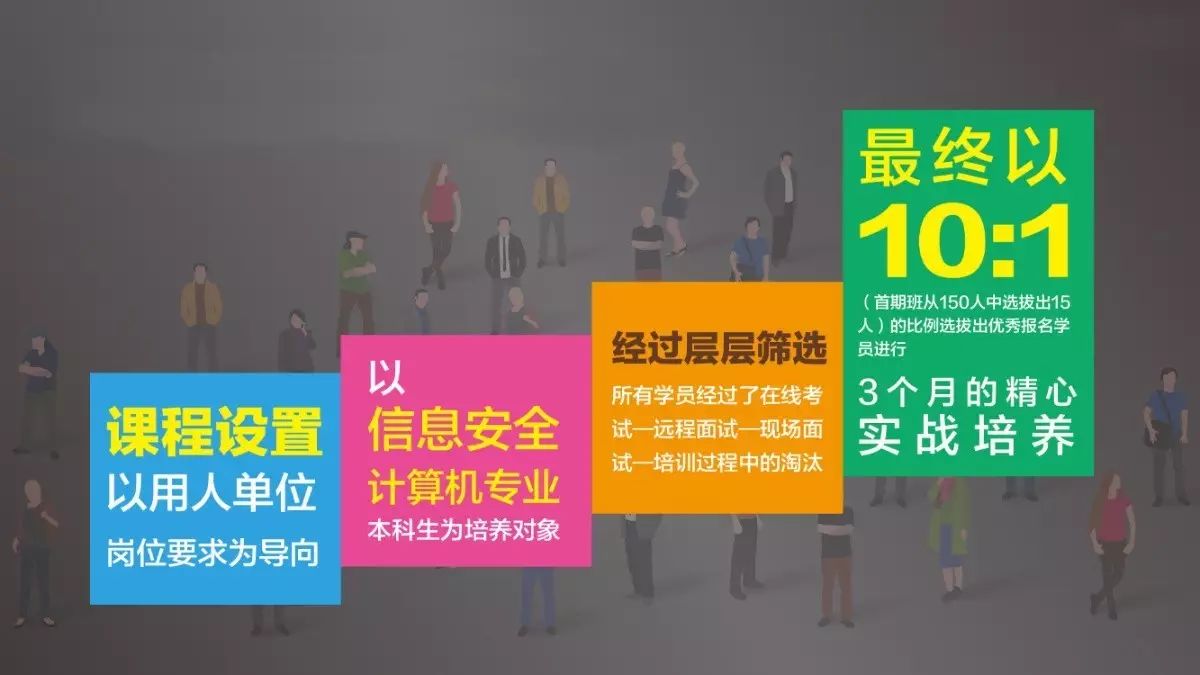 课程设置
以用人单位
岗位要求为导向
以
信息安全
计算机专业
本科生为培养对象
经过层层筛选
所有学员经过了在线考
试—远程面试—现场面
试—培训过程中的淘汰
最终以
10:1
（首期班从150人中选拔出15
人）的比例选拔出优秀报名学
员进行
3个月的精心
实战培养